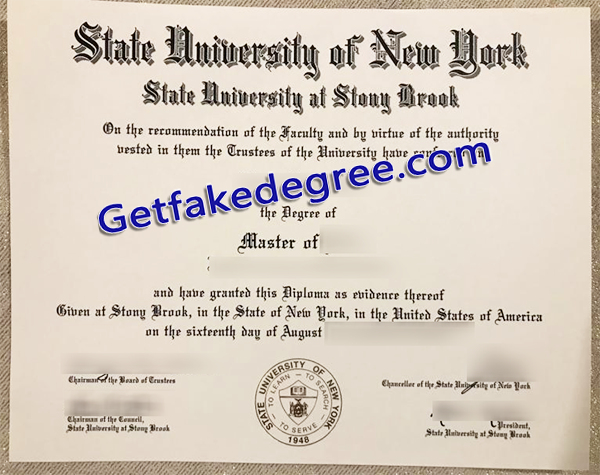 State University of New York
State University at Stony Brook
On the recommendation of the Faculty and by virtue of the authority
vested in them the Trustees of the University have
Getfakedegree.com
the Degree of
Master of
and have granted this Diploma as evidence thereof
Given at Stony Brook, in the State of New York, in the United States of America
on the sixteenth day of August
Chairman of the Board of Trustees
Chancellor of the State University of New York
Chairman of the Council,
State University at Stony Brook
President,
State University at Stony Brook
STATE UNIVERSITY OF NEW YORK
TO LEARN - TO SEARCH
TO SERVE
1948